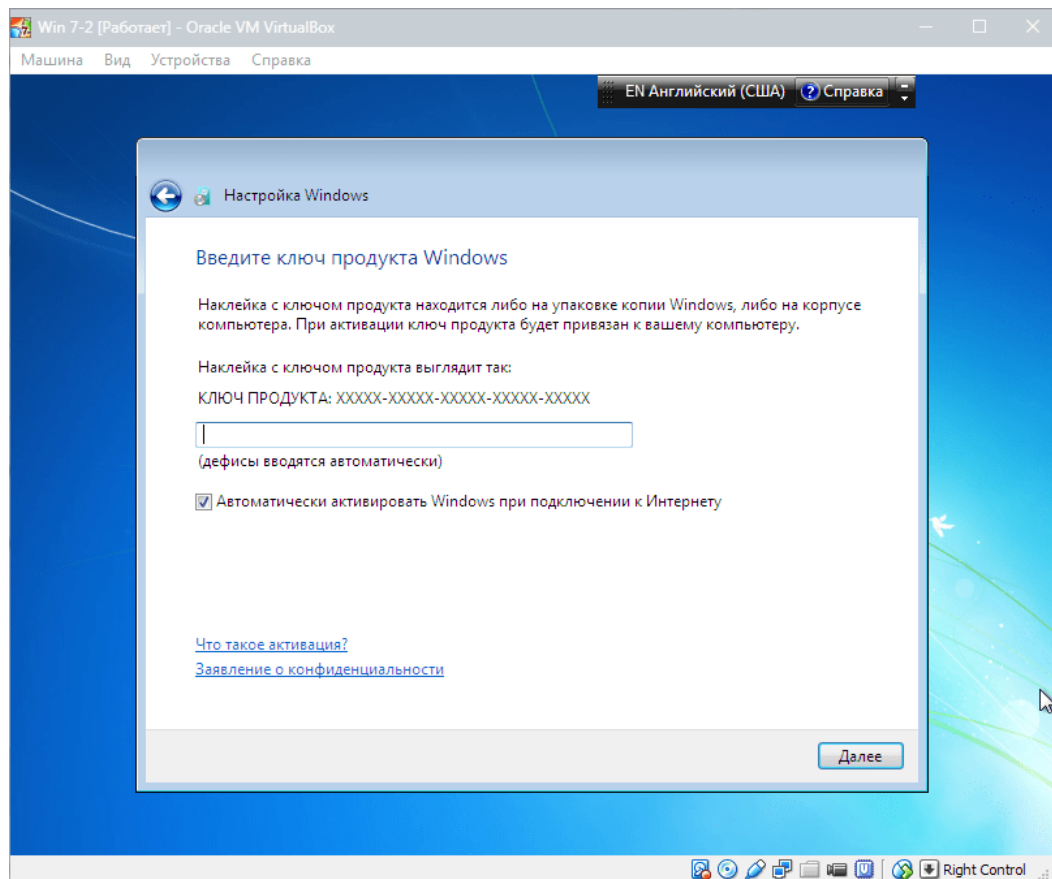 Win 7-2 [Работает] - Oracle VM VirtualBox
Машина Вид Устройства Справка
EN Английский (США) ? Справка
Настройка Windows
Введите ключ продукта Windows
Наклейка с ключом продукта находится либо на упаковке копии Windows, либо на корпусе
компьютера. При активации ключ продукта будет привязан к вашему компьютеру.
Наклейка с ключом продукта выглядит так:
КЛЮЧ ПРОДУКТА: XXXXX-XXXXX-XXXXX-XXXXX-XXXXX
(дефисы вводятся автоматически)
Автоматически активировать Windows при подключении к Интернету
Что такое активация?
Заявление о конфиденциальности
Далее
Right Control